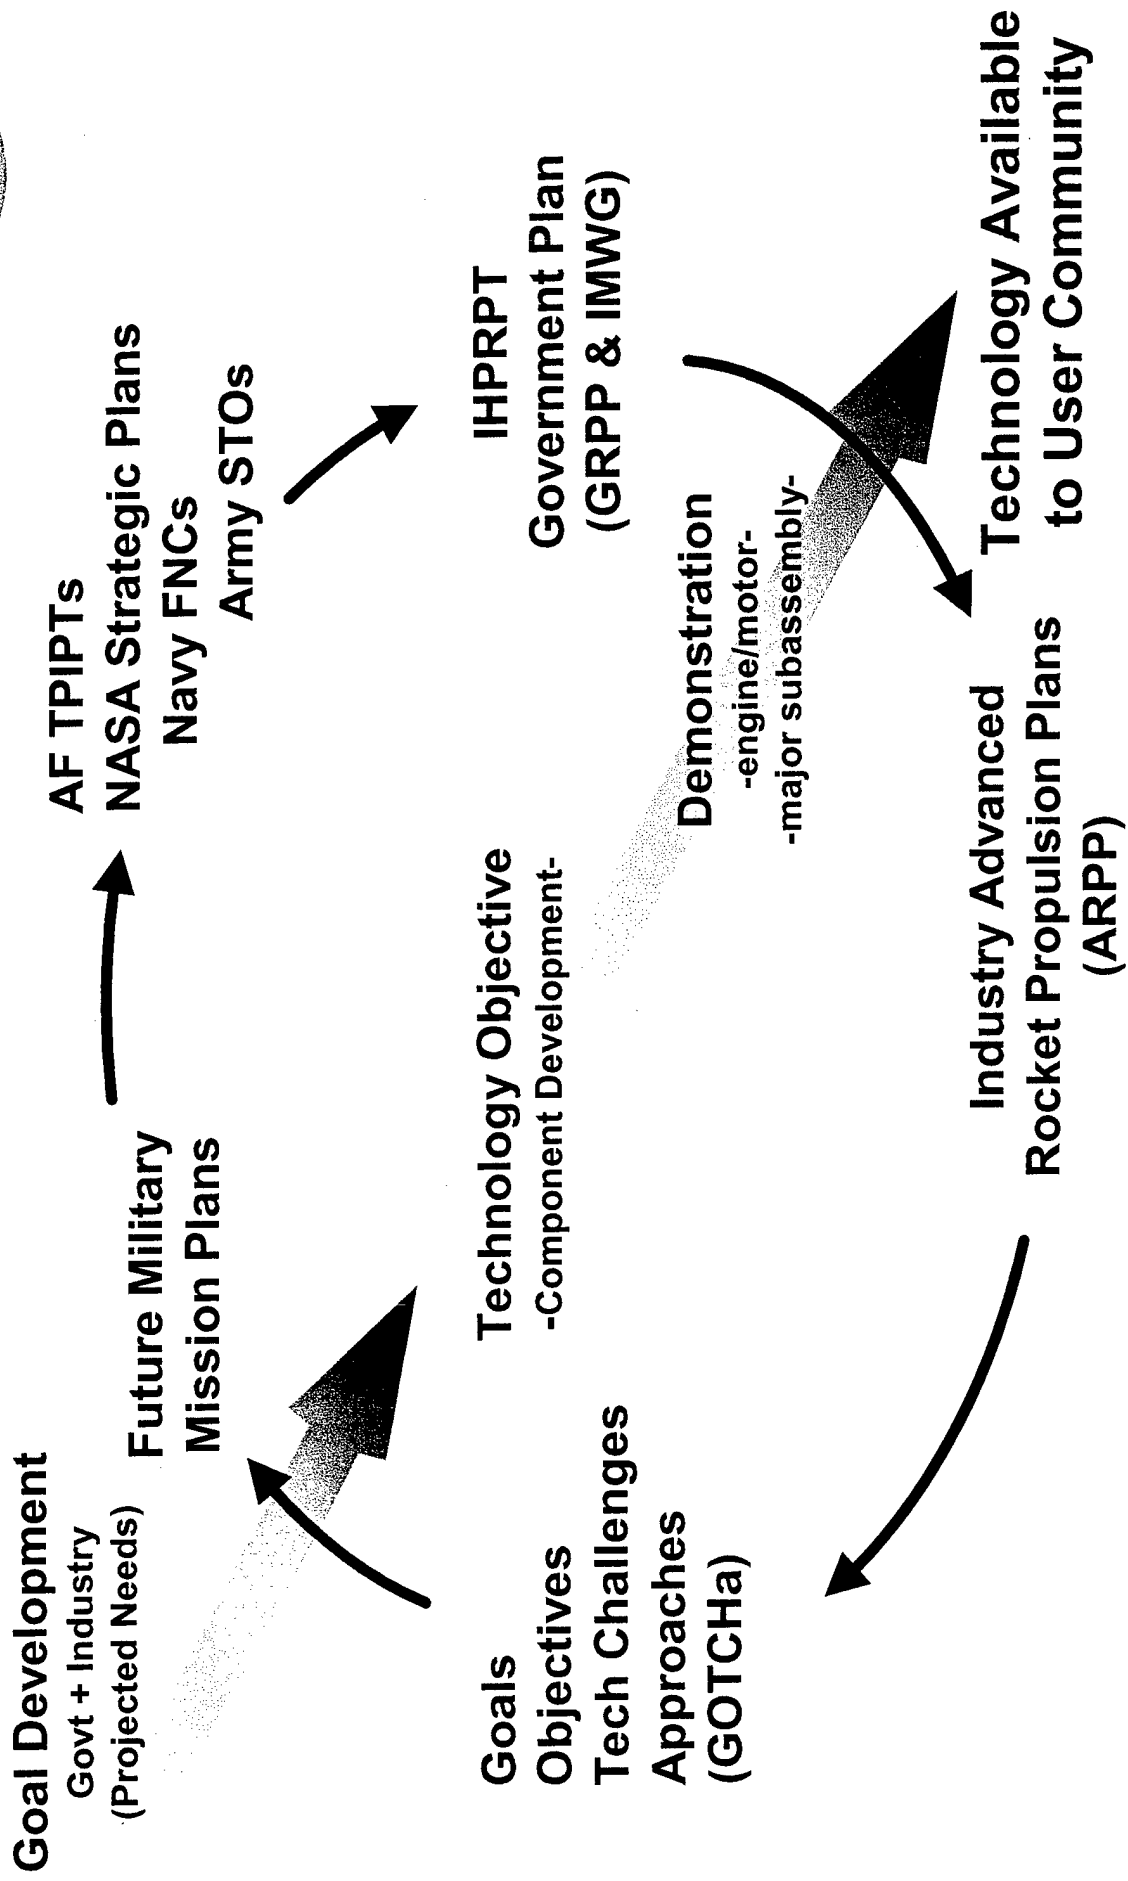 Goal Development
Govt + Industry
(Projected Needs)
Future Military
Mission Plans
AF TPIPTs
NASA Strategic Plans
Navy FNCs
Army STOs
IHPRPT
Government Plan
(GRPP & IMWG)
Technology Objective
-Component Development-
Goals
Objectives
Tech Challenges
Approaches
(GOTCHa)
Demonstration
-engine/motor-
-major subassembly-
Industry Advanced
Rocket Propulsion Plans
(ARPP)
Technology Available
to User Community